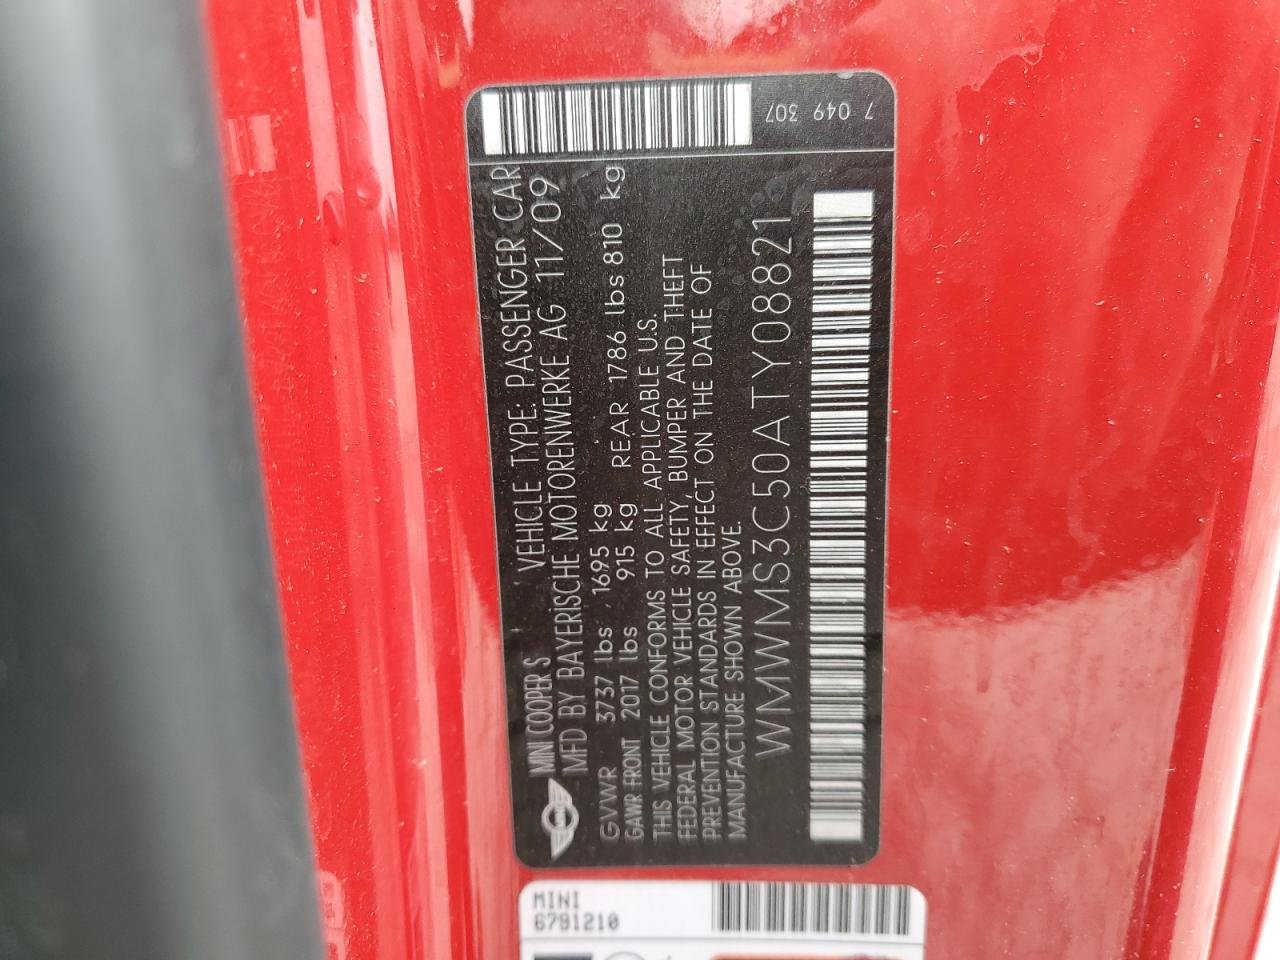 MINI COOPER S VEHICLE TYPE: PASSENGER CAR
MFD BY BAYERISCHE MOTORENWERKE AG 11/09
GVWR 3737 lbs 1695 kg
GAWR FRONT 2017 lbs 915 kg REAR 1786 lbs 810 kg
THIS VEHICLE CONFORMS TO ALL APPLICABLE U.S.
FEDERAL MOTOR VEHICLE SAFETY, BUMPER AND THEFT
PREVENTION STANDARDS IN EFFECT ON THE DATE OF
MANUFACTURE SHOWN ABOVE.
WMWMS3C50ATY08821
7 049 307
MINI
6791210